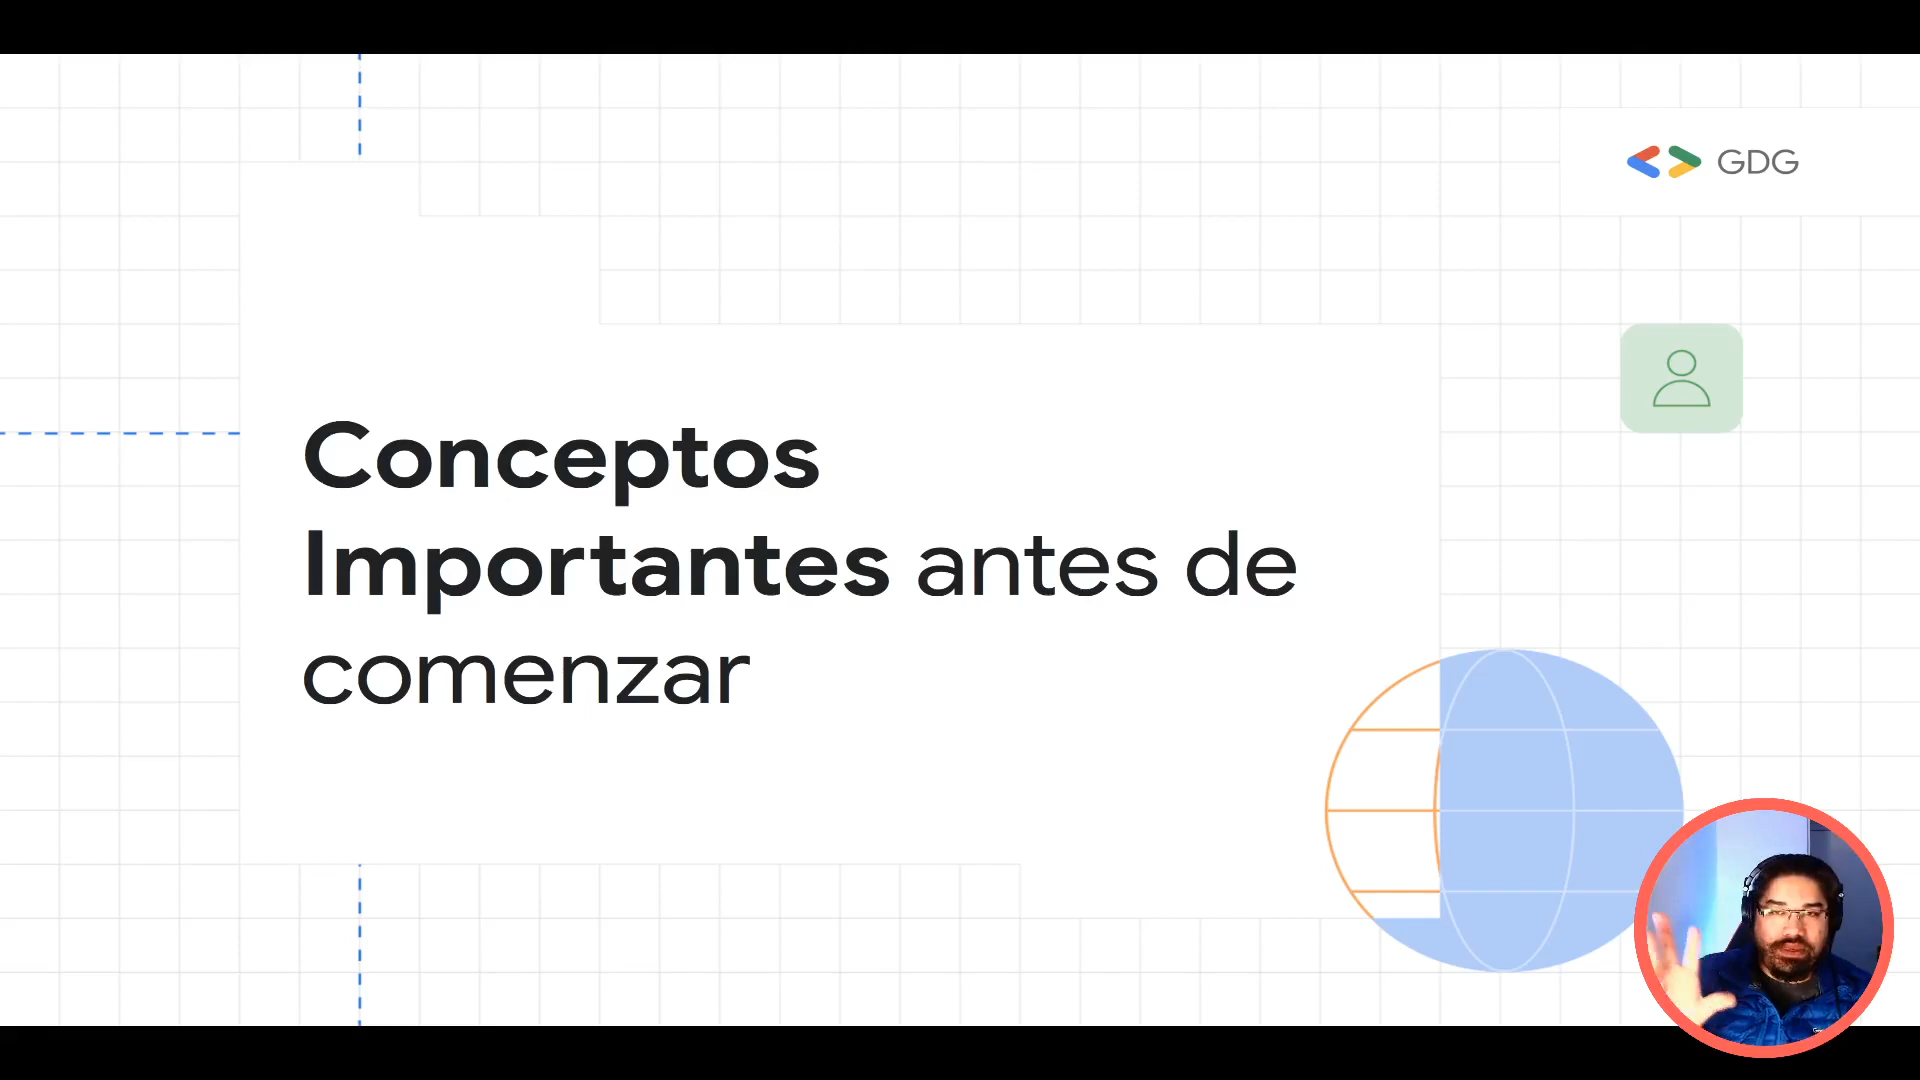 GDG
Conceptos
Importantes antes de
comenzar